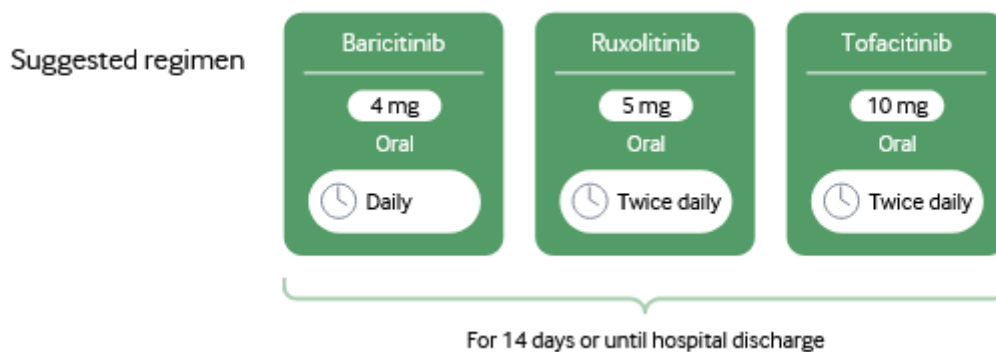 Suggested regimen
Baricitinib
4 mg
Oral
Daily
Ruxolitinib
5 mg
Oral
Twice daily
Tofacitinib
10 mg
Oral
Twice daily
For 14 days or until hospital discharge